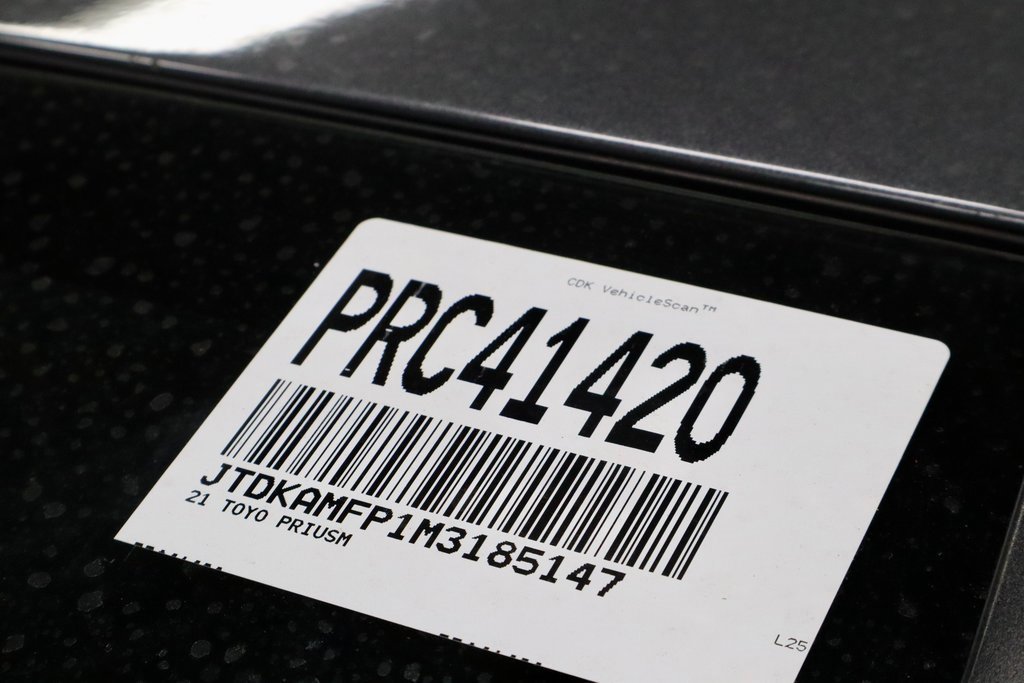 CDK VehicleScan™
PRC41420
JTDKAMFP1M3185147
21 TOYO PRIUSM
L25